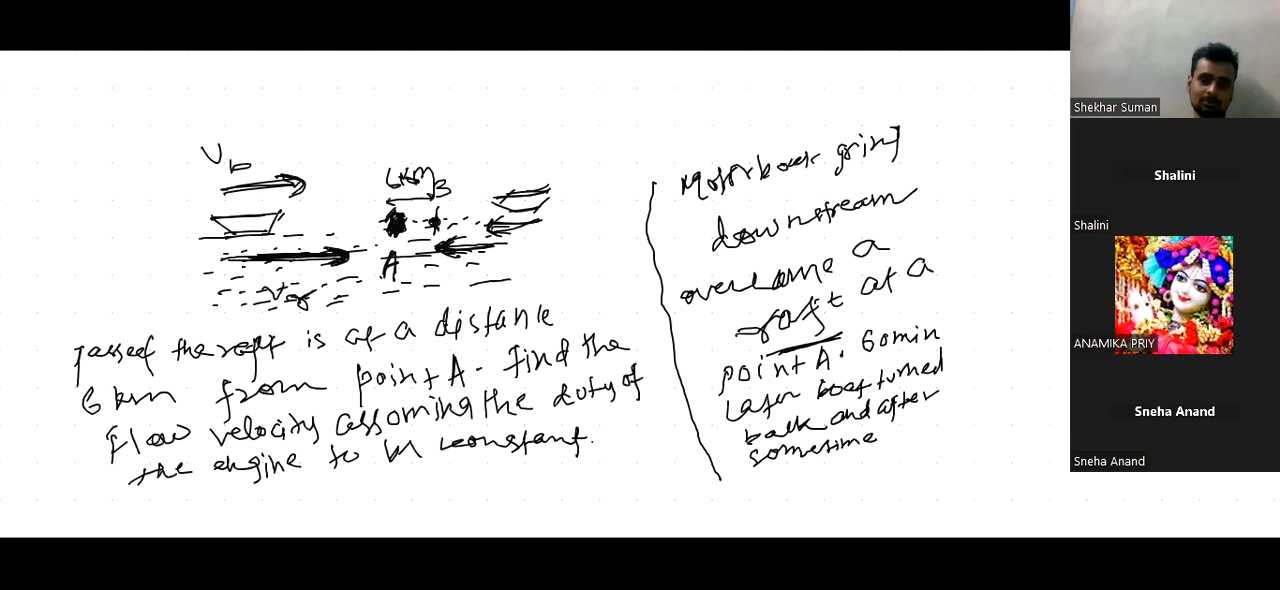 Vb
6km
B
A
Vr
Motorboat going
downstream
overcame a
raft at a
point A. 60min
Later boat turned
back and after
sometime
passed the raft is at a distance
6 km from point A. Find the
Flow velocity assoming the duty of
the engine to be constant.
Shekhar Suman
Shalini
Shalini
ANAMIKA PRIY
Sneha Anand
Sneha Anand